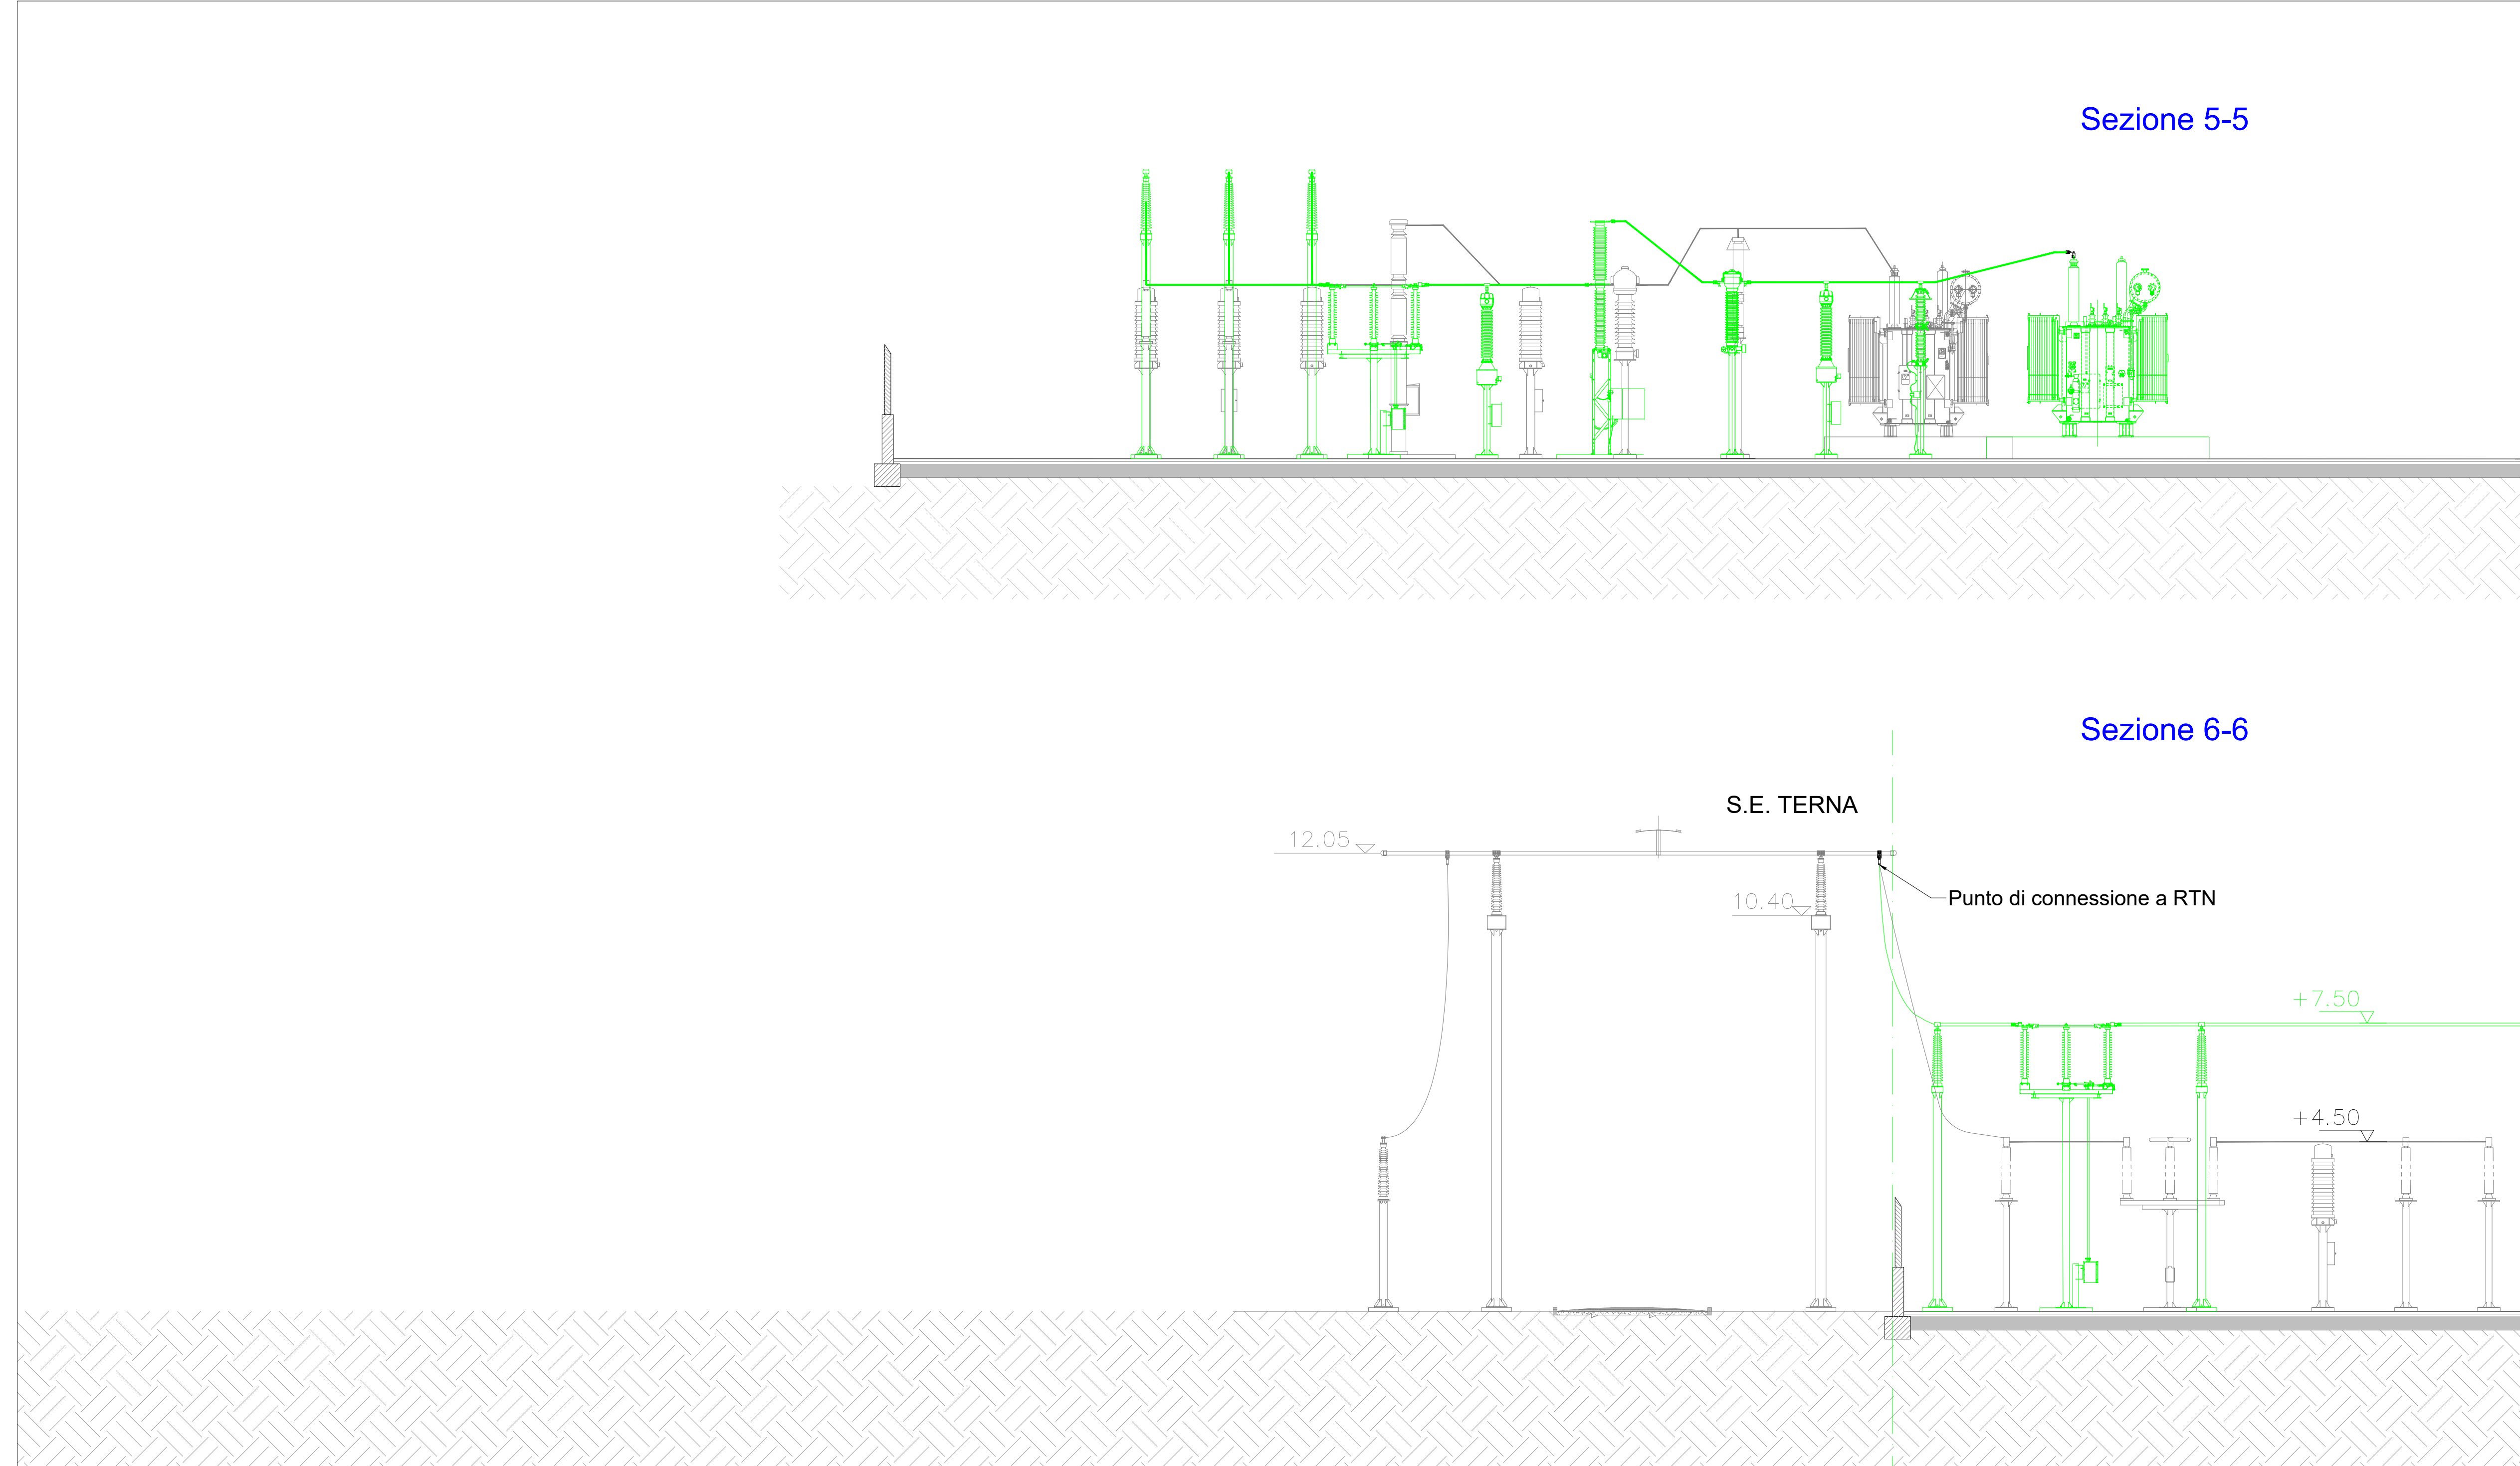 Sezione 5-5
Sezione 6-6
S.E. TERNA
12.05
10.40
Punto di connessione a RTN
+7.50
+4.50